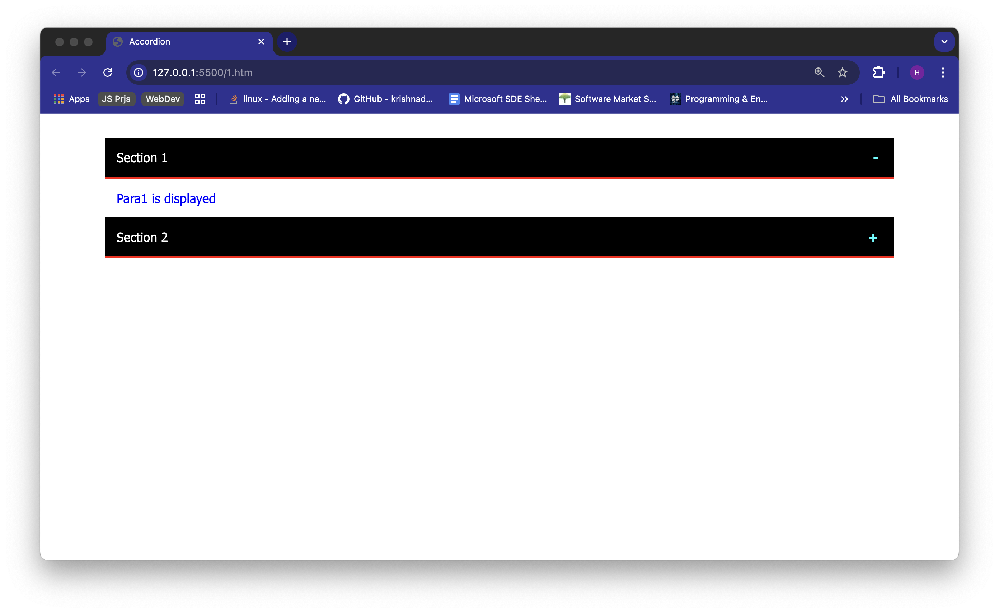 Accordion
127.0.0.1:5500/1.htm
H
Apps JS Prjs WebDev linux - Adding a ne... GitHub - krishnad... Microsoft SDE She... SF Software Market S... Programming & En... All Bookmarks
Section 1 -
Para1 is displayed
Section 2 +